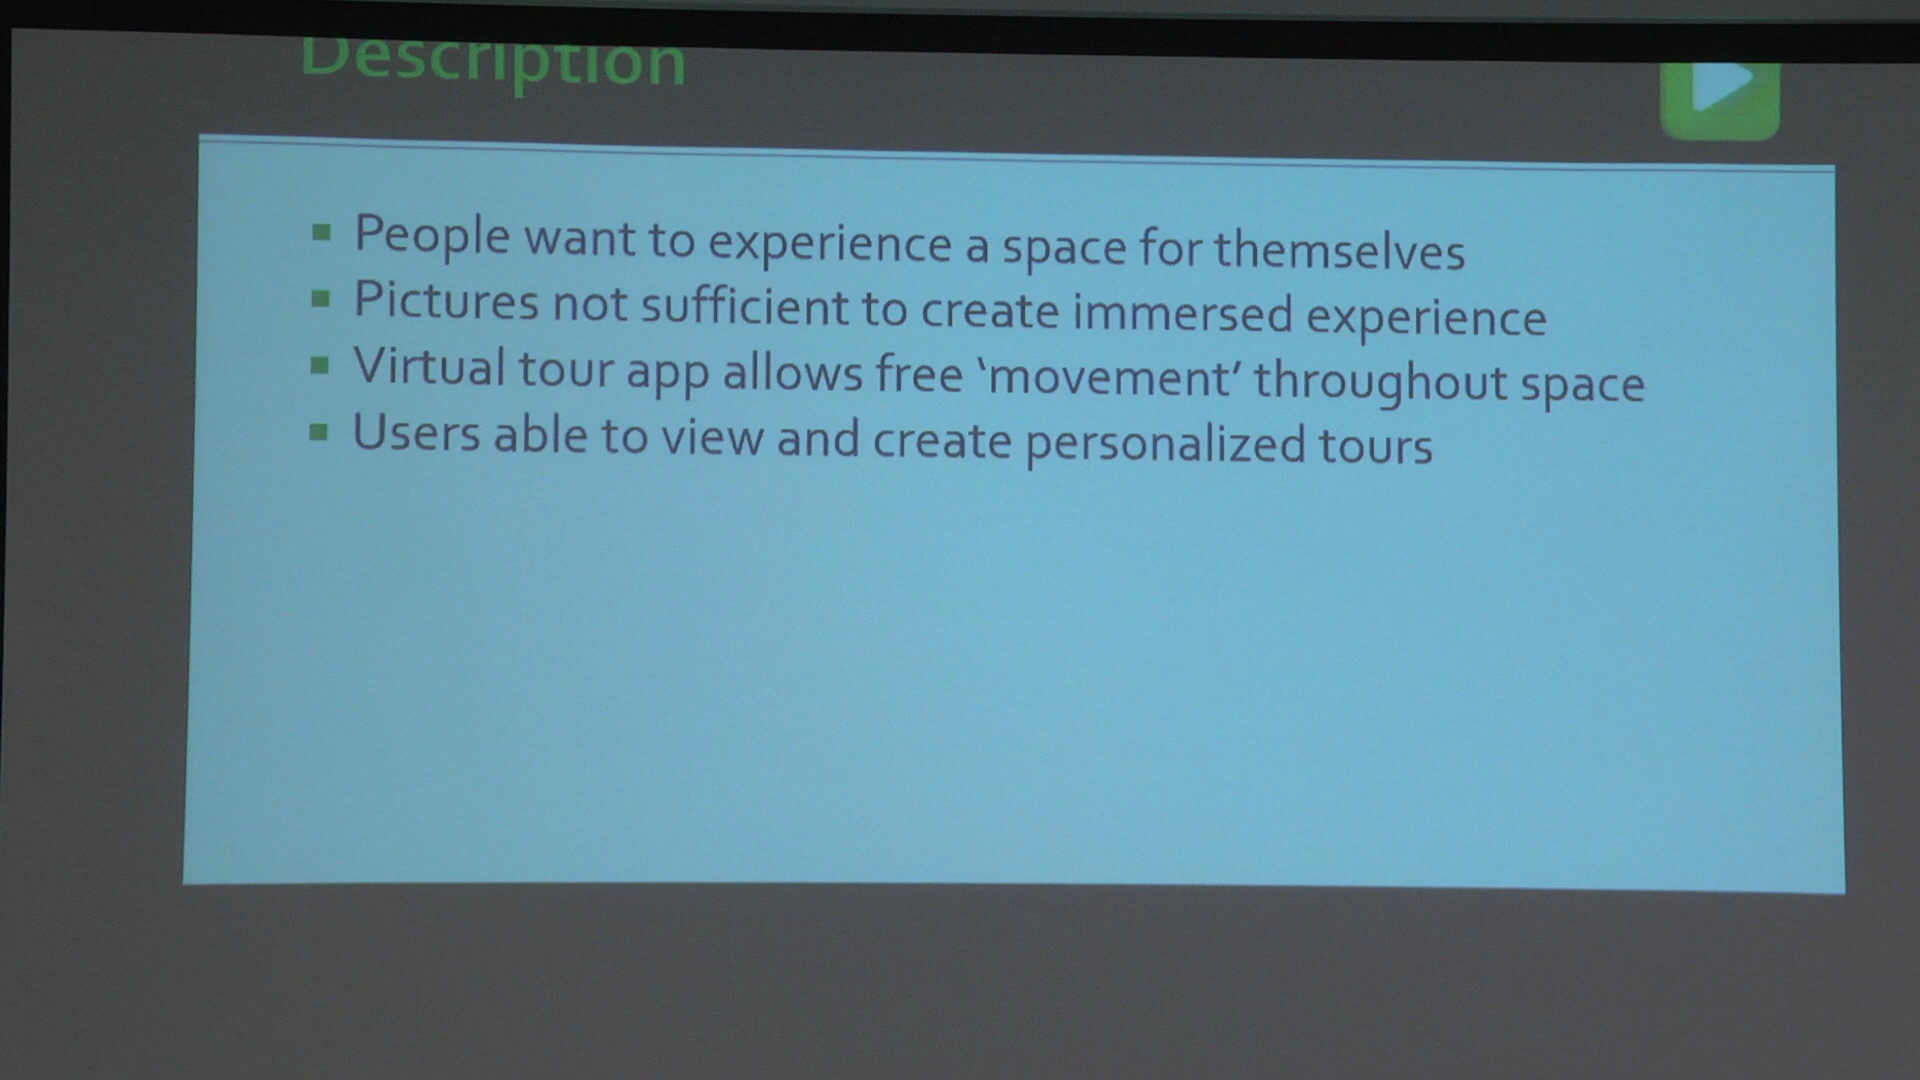 Description
People want to experience a space for themselves
Pictures not sufficient to create immersed experience
Virtual tour app allows free ‘movement’ throughout space
Users able to view and create personalized tours